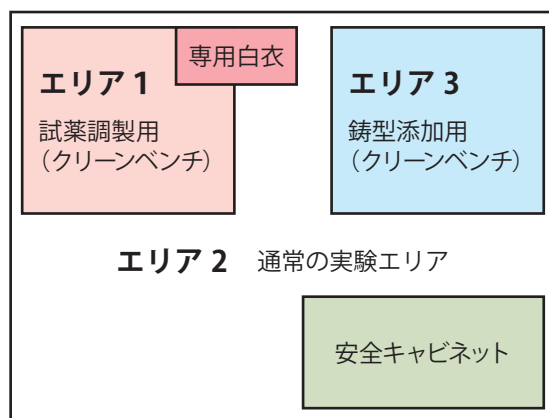 専用白衣
エリア 1
試薬調製用
（クリーンベンチ）
エリア 3
鋳型添加用
（クリーンベンチ）
エリア 2 通常の実験エリア
安全キャビネット